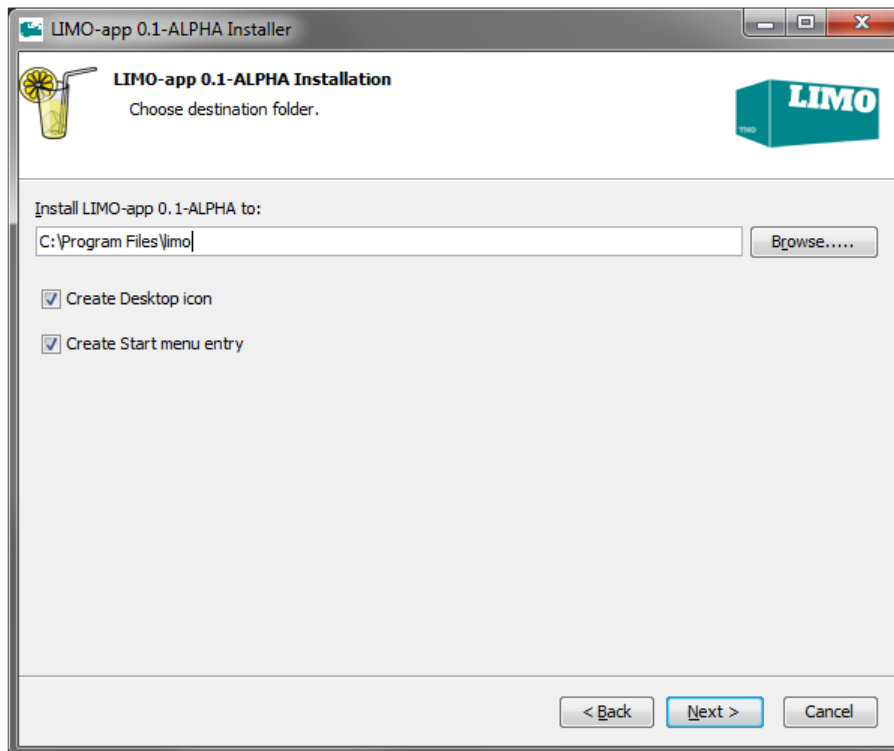 LIMO-app 0.1-ALPHA Installer
LIMO-app 0.1-ALPHA Installation
Choose destination folder.
LIMO
TNO
Install LIMO-app 0.1-ALPHA to:
C:\Program Files\limo
Browse.....
Create Desktop icon
Create Start menu entry
< Back
Next >
Cancel